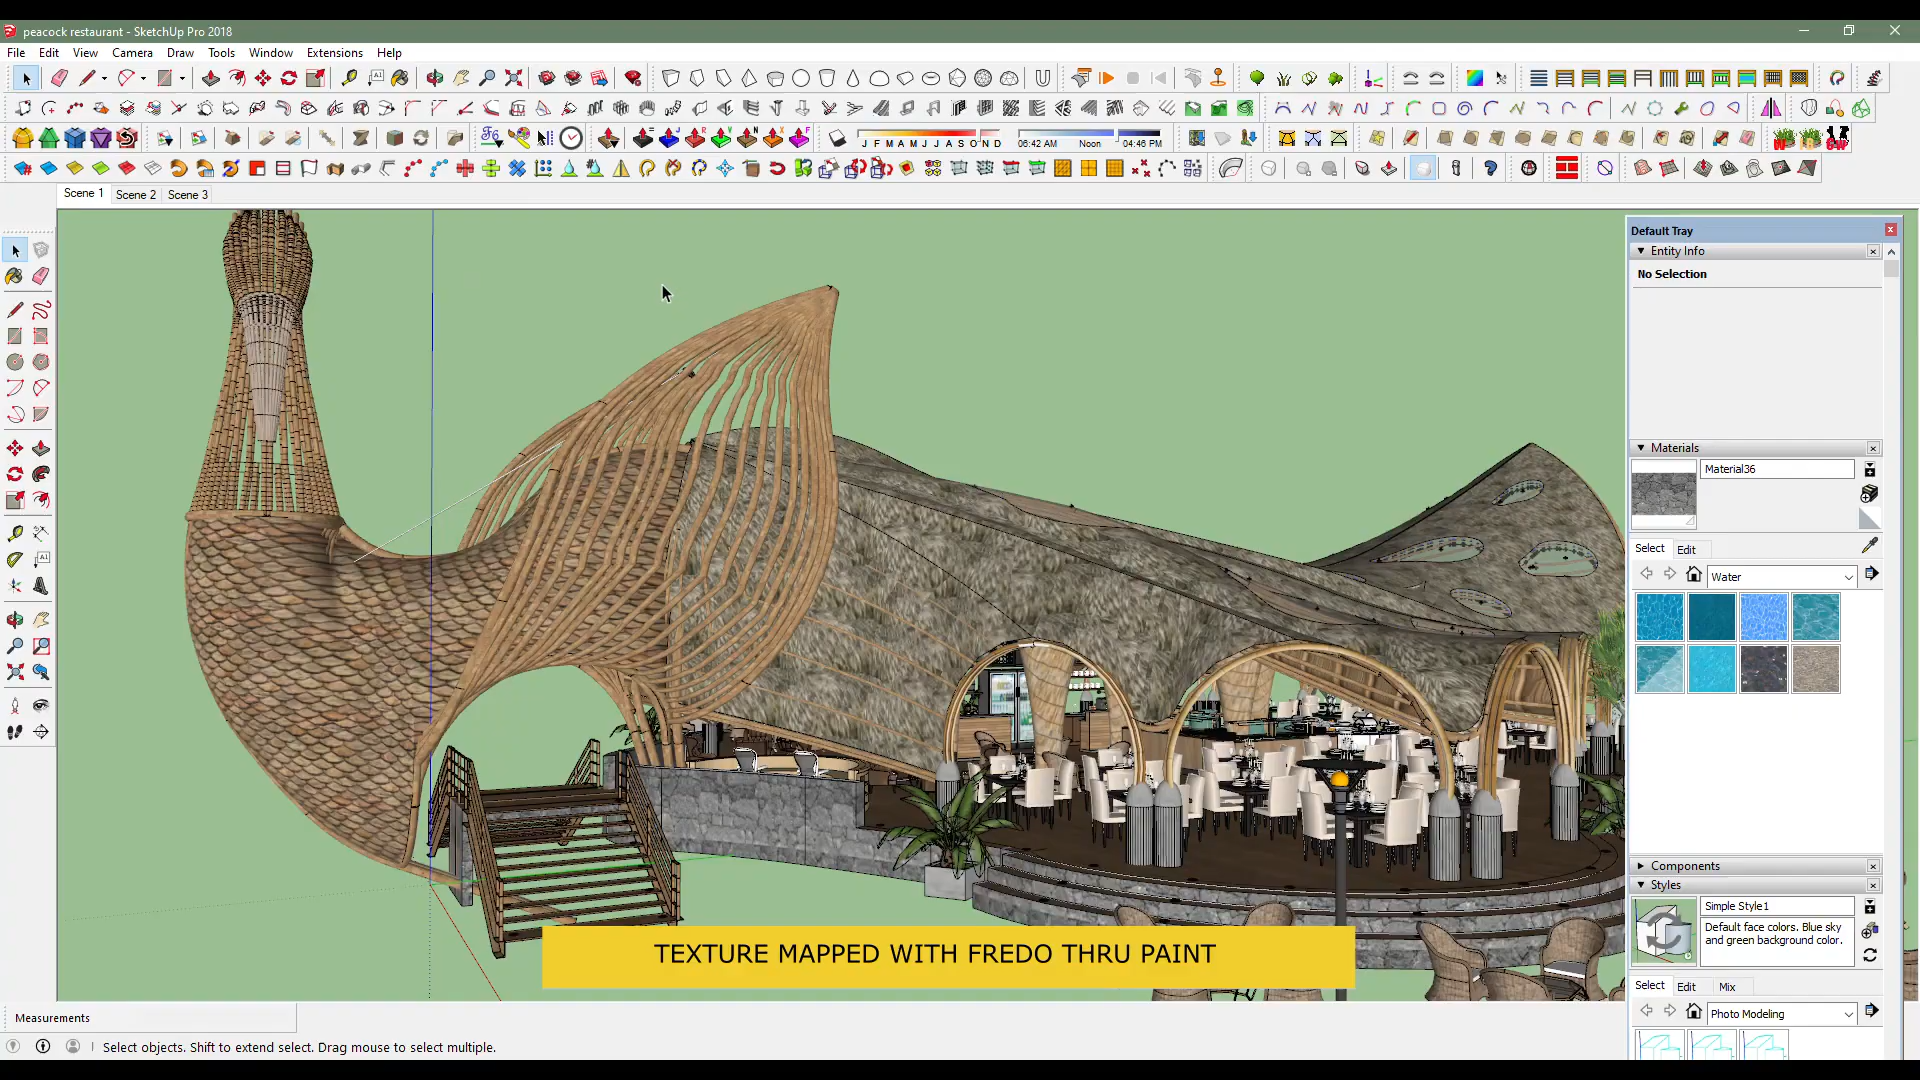 peacock restaurant - SketchUp Pro 2018
File Edit View Camera Draw Tools Window Extensions Help
J F M A M J J A S O N D
06:42 AM Noon 04:46 PM
Scene 1 Scene 2 Scene 3
Default Tray
Entity Info
No Selection
Materials
Material36
Select Edit
Water
Components
Styles
Simple Style1
Default face colors. Blue sky
and green background color.
Select Edit Mix
Photo Modeling
TEXTURE MAPPED WITH FREDO THRU PAINT
Measurements
Select objects. Shift to extend select. Drag mouse to select multiple.